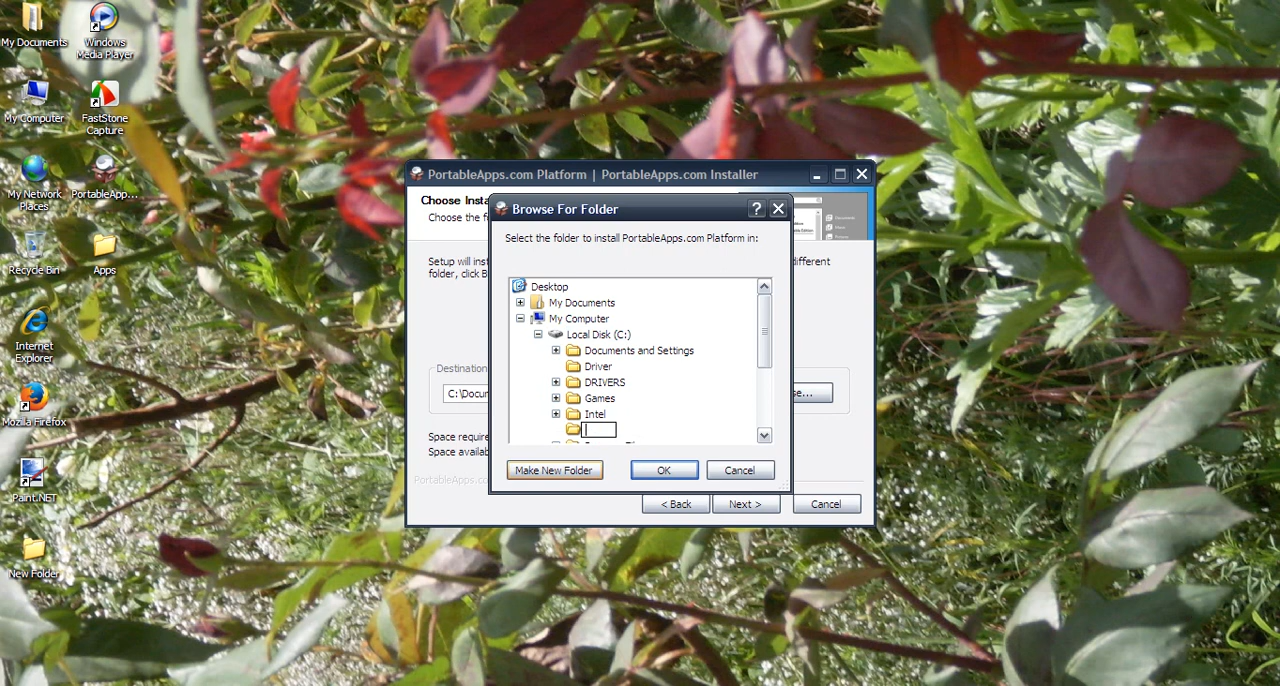 My Documents
Windows
Media Player
My Computer
FastStone
Capture
My Network
Places
PortableApp...
Recycle Bin
Apps
Internet
Explorer
Mozilla Firefox
Paint.NET
New Folder
PortableApps.com Platform | PortableApps.com Installer
Choose Insta
Choose the f
Setup will inst
different
folder, click B
Destination
C:\Docum
se...
Space require
Space availab
PortableApps.co
< Back
Next >
Cancel
Browse For Folder
Select the folder to install PortableApps.com Platform in:
Desktop
My Documents
My Computer
Local Disk (C:)
Documents and Settings
Driver
DRIVERS
Games
Intel
Make New Folder
OK
Cancel